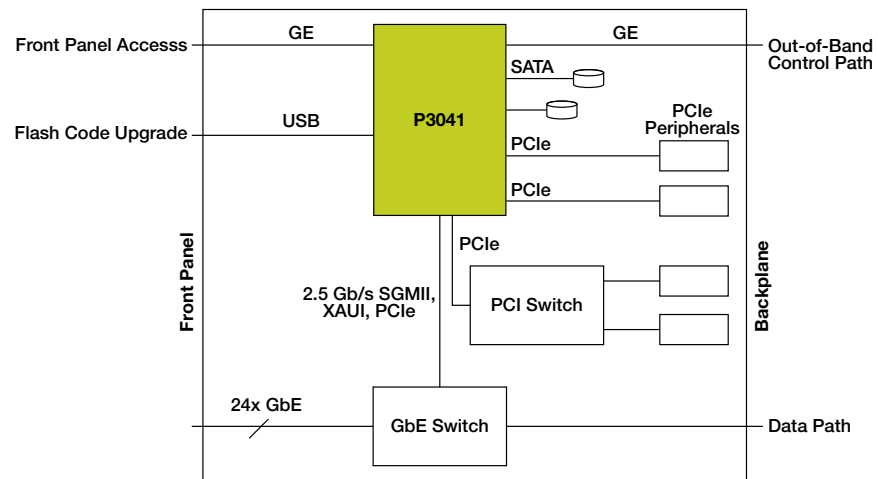 Front Panel Accesss
GE
GE
Out-of-Band
Control Path
SATA
P3041
Flash Code Upgrade
USB
PCIe
Peripherals
PCIe
PCIe
PCIe
Front Panel
Backplane
2.5 Gb/s SGMII,
XAUI, PCIe
PCI Switch
24x GbE
GbE Switch
Data Path